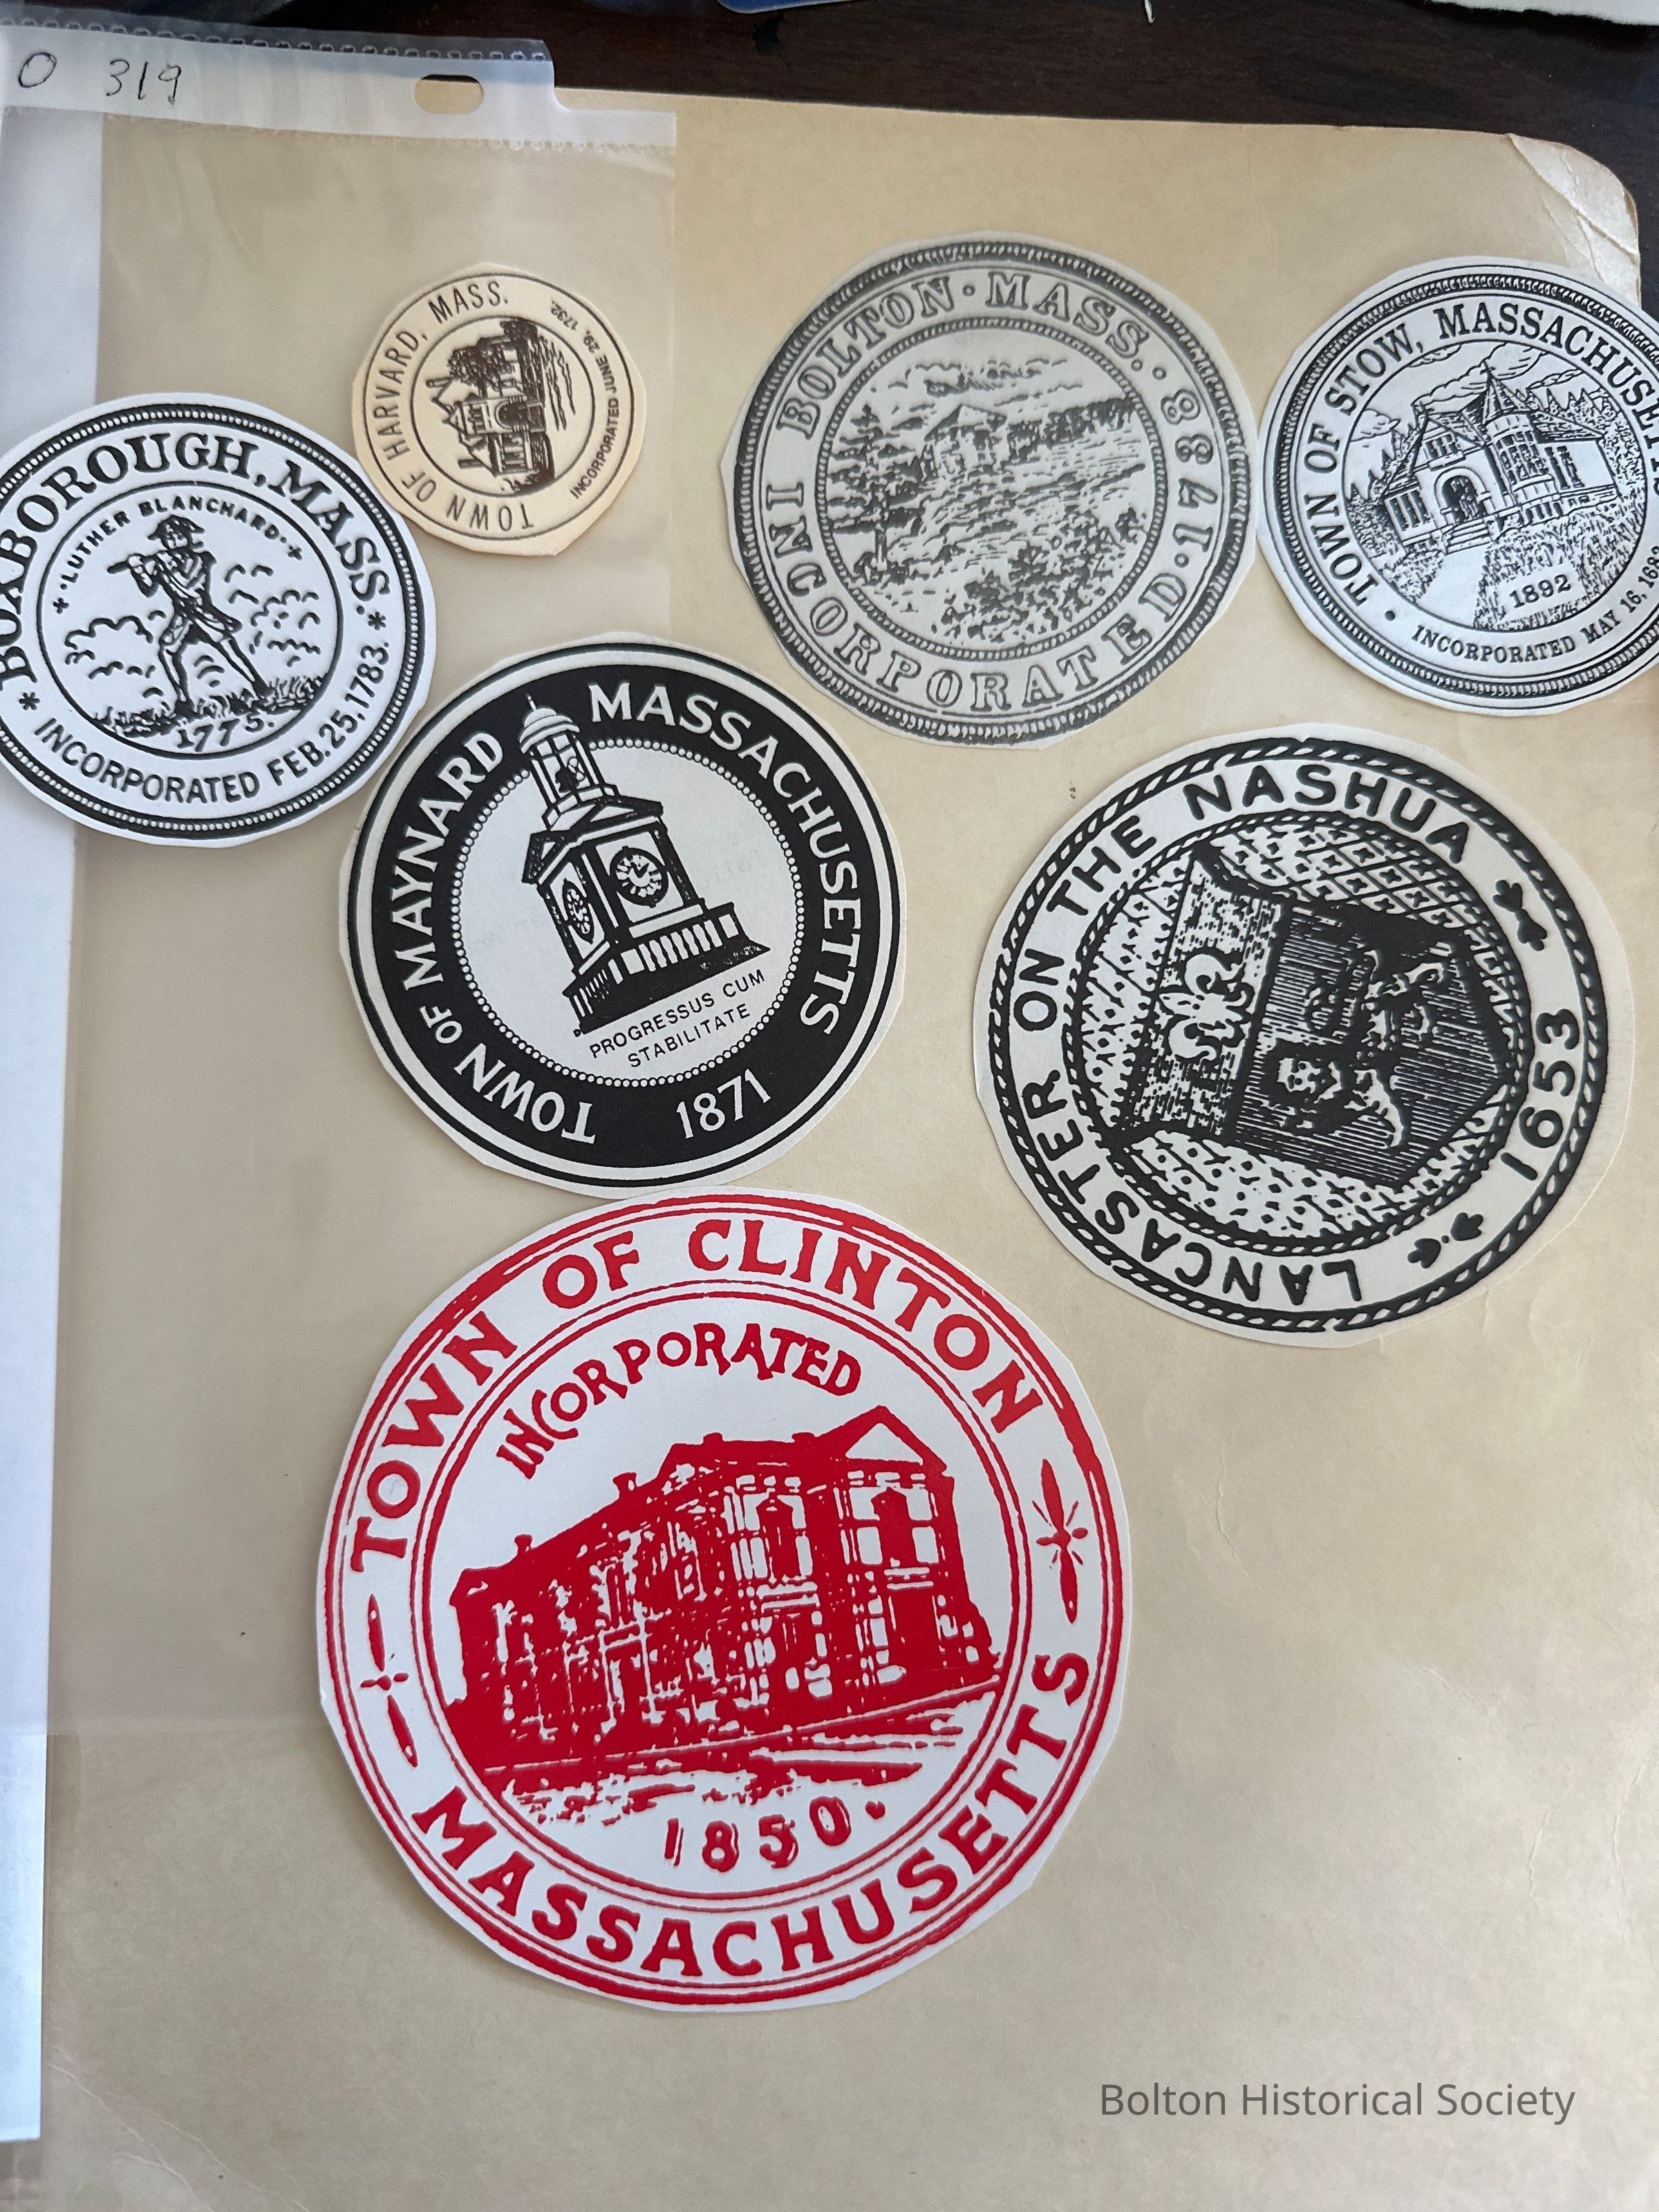 O 319
TOWN OF HARVARD, MASS.
INCORPORATED JUNE 29, 1732.
BOLTON · MASS. ·
INCORPORATED · 1738
TOWN OF STOW, MASSACHUSETTS
1892
INCORPORATED MAY 16, 1683
BOXBOROUGH, MASS.
LUTHER BLANCHARD
1775.
INCORPORATED FEB. 25, 1783.
TOWN OF MAYNARD MASSACHUSETTS
PROGRESSUS CUM
STABILITATE
1871
LANCASTER ON THE NASHUA
1653
TOWN OF CLINTON
INCORPORATED
1850.
MASSACHUSETTS
Bolton Historical Society